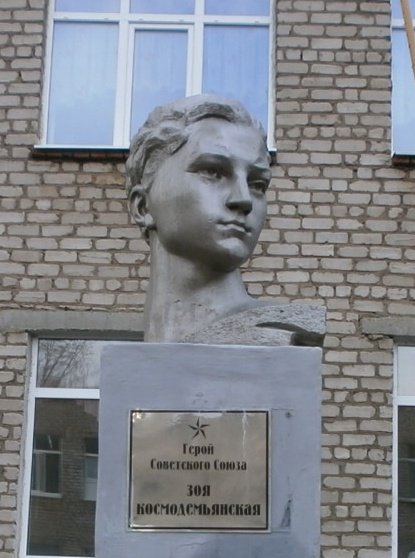 Герой
Советского Союза
ЗОЯ
КОСМОДЕМЬЯНСКАЯ